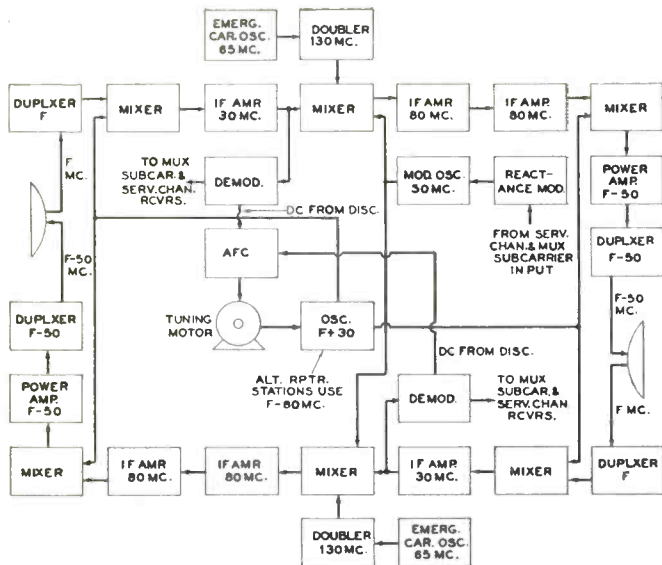 EMERG.
CAR. OSC.
65 MC.
DOUBLER
130 MC.
DUPLXER
F
MIXER
IF AMR
30 MC.
MIXER
IF AMR
80 MC.
IF AMP.
80 MC.
MIXER
F
MC.
TO MUX
SUBCAR. &
SERV. CHAN.
RCVRS.
DEMOD.
MOD. OSC.
50 MC.
REACT-
ANCE MOD.
POWER
AMP.
F-50
DC FROM DISC.
FROM SERV.
CHAN. & MUX
SUBCARRIER
IN PUT
AFC
DUPLXER
F-50
F-50
MC.
TUNING
MOTOR
OSC.
F+30
F-50
MC.
DUPLXER
F-50
DC FROM DISC.
ALT. RPTR.
STATIONS USE
F-80 MC.
POWER
AMP.
F-50
DEMOD.
TO MUX
SUBCAR. &
SERV. CHAN.
RCVRS.
F MC.
MIXER
IF AMR
80 MC.
IF AMR
80 MC.
MIXER
IF AMP.
30 MC.
MIXER
DUPLXER
F
DOUBLER
130 MC.
EMERG.
CAR. OSC.
65 MC.